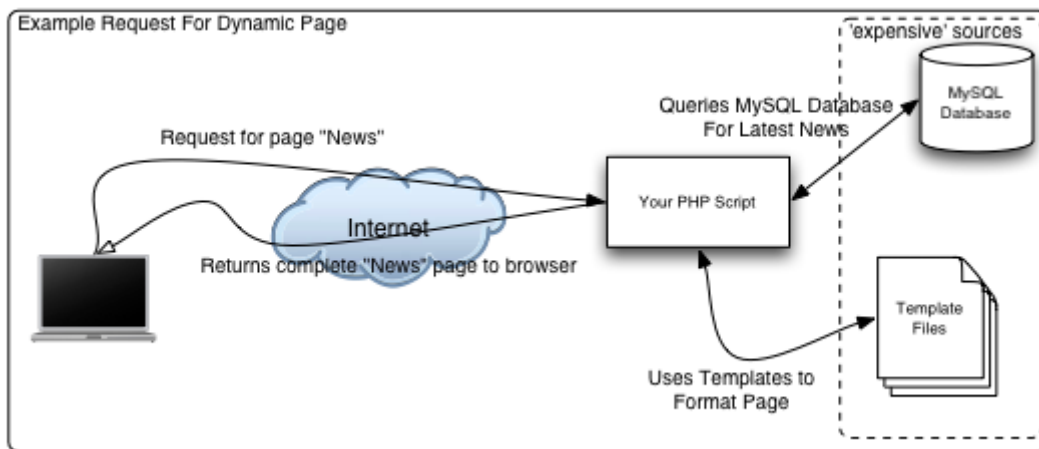 Example Request For Dynamic Page
'expensive' sources
MySQL
Database
Queries MySQL Database
For Latest News
Request for page "News"
Your PHP Script
Internet
Returns complete "News" page to browser
Template
Files
Uses Templates to
Format Page